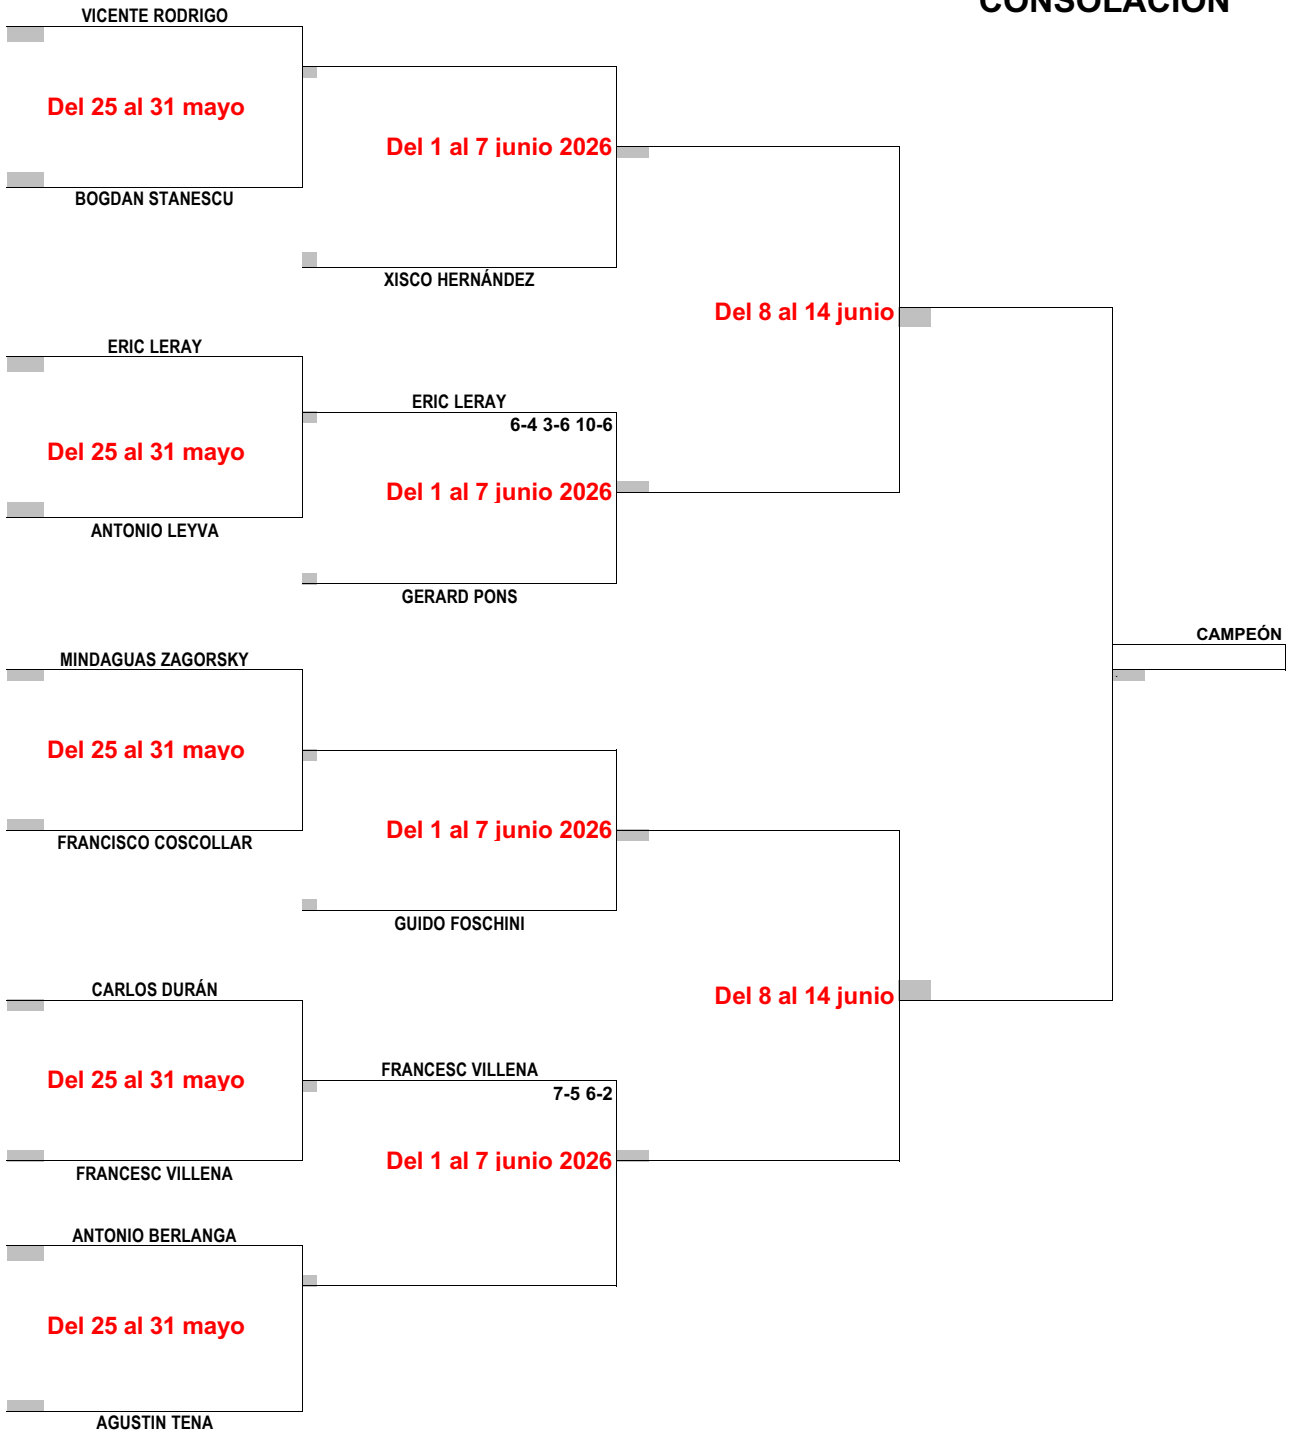 CONSOLACIÓN
VICENTE RODRIGO
Del 25 al 31 mayo
Del 1 al 7 junio 2026
BOGDAN STANESCU
XISCO HERNÁNDEZ
Del 8 al 14 junio
ERIC LERAY
ERIC LERAY
6-4 3-6 10-6
Del 25 al 31 mayo
Del 1 al 7 junio 2026
ANTONIO LEYVA
GERARD PONS
CAMPEÓN
MINDAGUAS ZAGORSKY
Del 25 al 31 mayo
Del 1 al 7 junio 2026
FRANCISCO COSCOLLAR
GUIDO FOSCHINI
CARLOS DURÁN
Del 8 al 14 junio
FRANCESC VILLENA
Del 25 al 31 mayo
7-5 6-2
Del 1 al 7 junio 2026
FRANCESC VILLENA
ANTONIO BERLANGA
Del 25 al 31 mayo
AGUSTIN TENA